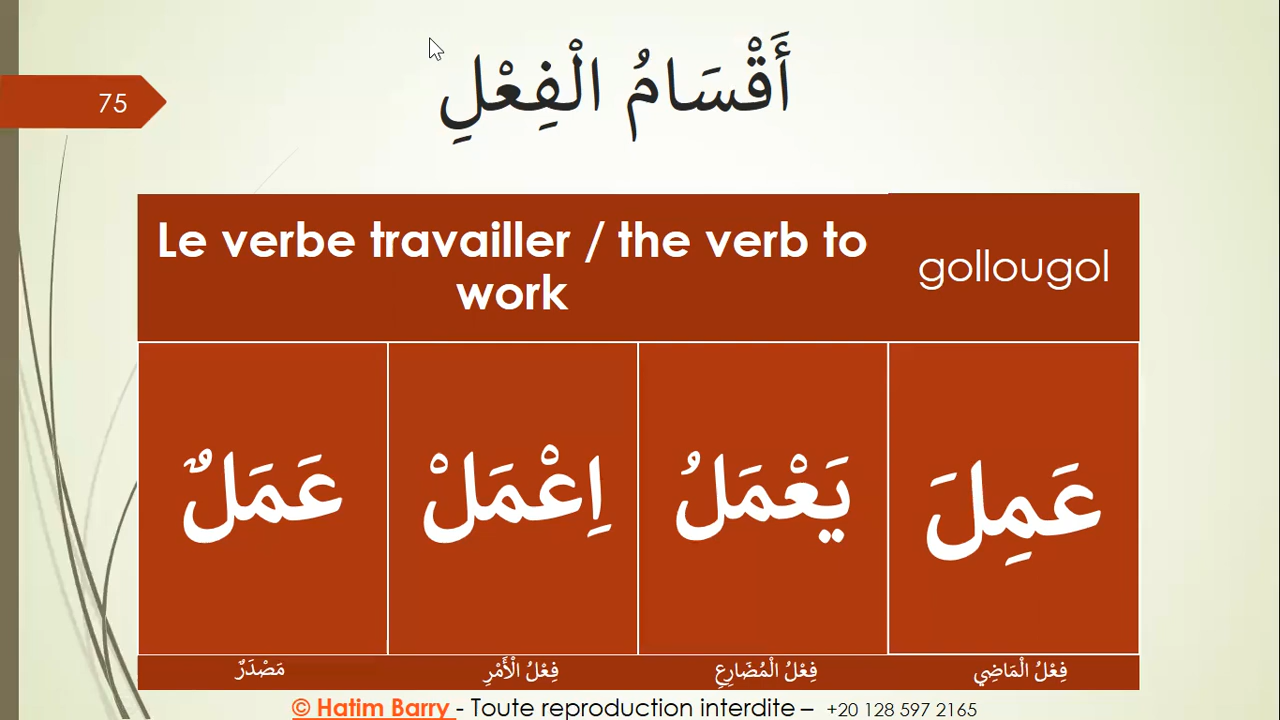 75
أَقْسَامُ الْفِعْلِ
Le verbe travailler / the verb to
work
gollougol
عَمِلَ
يَعْمَلُ
اِعْمَلْ
عَمَلٌ
فِعْلُ الْمَاضِي
فِعْلُ الْمُضَارِعِ
فِعْلُ الْأَمْرِ
مَصْدَرٌ
© Hatim Barry - Toute reproduction interdite – +20 128 597 2165